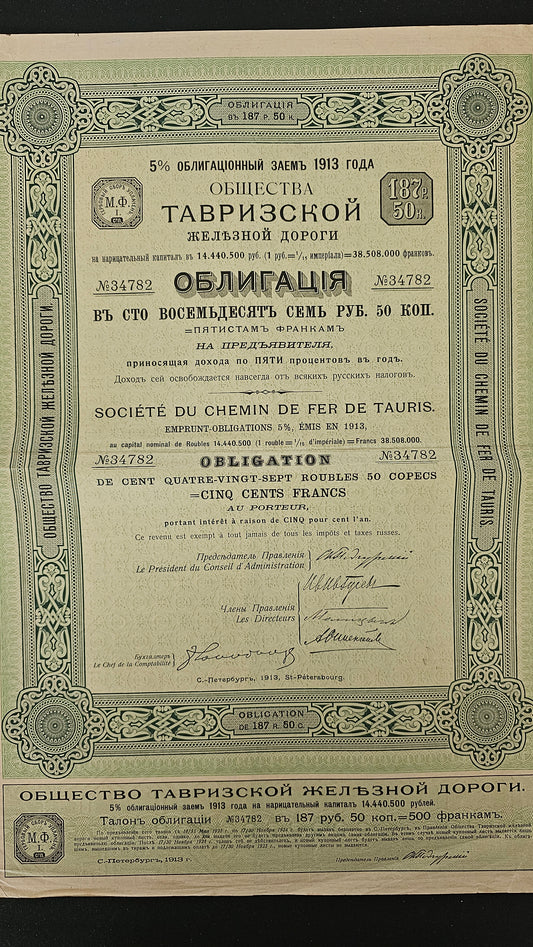 ОБЛИГАЦІЯ
ВЪ 187 Р. 50 К.
5% ОБЛИГАЦІОННЫЙ ЗАЕМЪ 1913 ГОДА
ОБЩЕСТВА
ТАВРИЗСКОЙ
ЖЕЛѢЗНОЙ ДОРОГИ
М.Ф.
I.
187 Р.
50 К.
на нарицательный капиталъ въ 14.440.500 руб. (1 руб.=1/15 имперіала)=38.508.000 франковъ.
№34782
ОБЛИГАЦІЯ
№34782
ВЪ СТО ВОСЕМЬДЕСЯТЪ СЕМЬ РУБ. 50 КОП.
=ПЯТИСТАМЪ ФРАНКАМЪ
НА ПРЕДЪЯВИТЕЛЯ,
приносящая дохода по ПЯТИ процентовъ въ годъ.
Доходъ сей освобождается навсегда отъ всякихъ русскихъ налоговъ.
SOCIÉTÉ DU CHEMIN DE FER DE TAURIS.
EMPRUNT-OBLIGATIONS 5%, ÉMIS EN 1913,
au capital nominal de Roubles 14.440.500 (1 rouble=1/15 d'impériale)=Francs 38.508.000.
№34782
OBLIGATION
№34782
DE CENT QUATRE-VINGT-SEPT ROUBLES 50 COPECS
=CINQ CENTS FRANCS
AU PORTEUR,
portant intérêt à raison de CINQ pour cent l'an.
Ce revenu est exempt à tout jamais de tous les impôts et taxes russes.
Предсѣдатель Правленія
Le Président du Conseil d'Administration
Члены Правленія
Les Directeurs
Бухгалтеръ
Le Chef de la Comptabilité
С.-Петербургъ, 1913, St-Pétersbourg.
ОБЩЕСТВО ТАВРИЗСКОЙ ЖЕЛѢЗНОЙ ДОРОГИ
SOCIÉTÉ DU CHEMIN DE FER DE TAURIS.
OBLIGATION
DE 187 R. 50 C.
ОБЩЕСТВО ТАВРИЗСКОЙ ЖЕЛѢЗНОЙ ДОРОГИ.
5% облигаціонный заемъ 1913 года на нарицательный капиталъ 14.440.500 рублей.
Талонъ облигаціи №34782 въ 187 руб. 50 коп.=500 франкамъ.
М.Ф.
I.
С.-Петербургъ, 1913 г.
Предсѣдатель Правленія